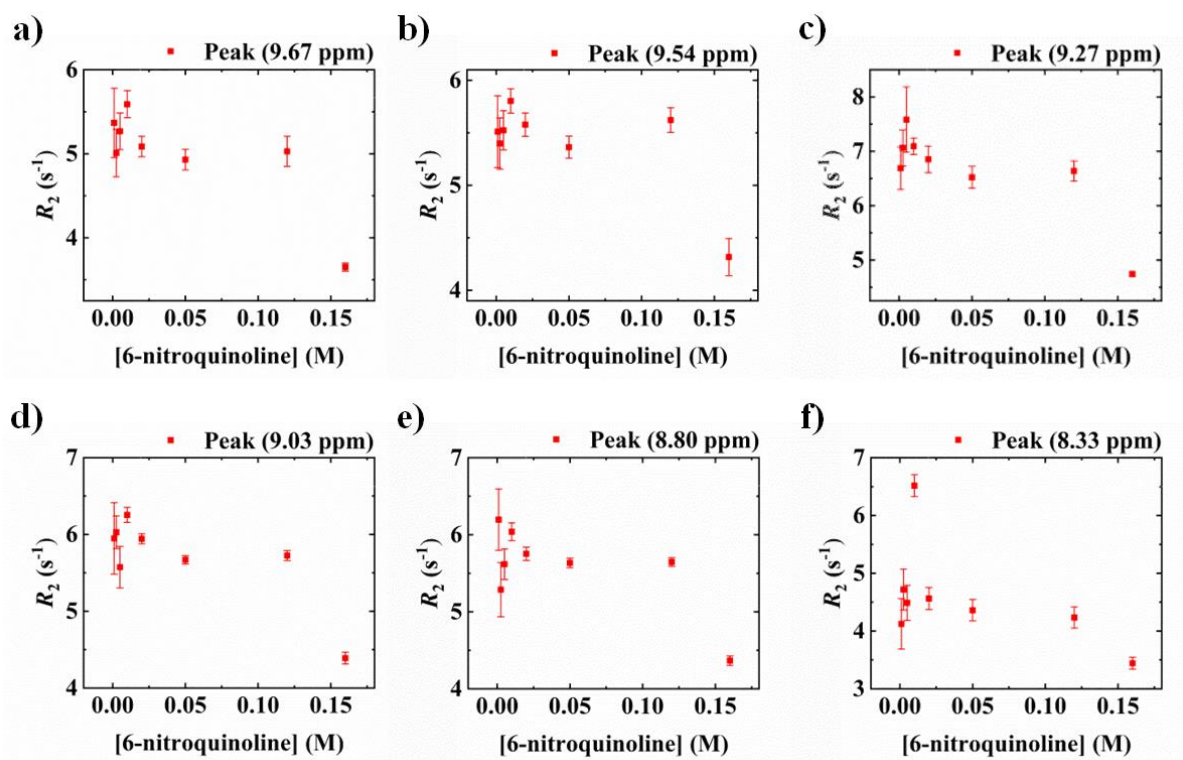 a)
Peak (9.67 ppm)
6
5
4
R2 (s-1)
0.00 0.05 0.10 0.15
[6-nitroquinoline] (M)
b)
Peak (9.54 ppm)
6
5
4
R2 (s-1)
0.00 0.05 0.10 0.15
[6-nitroquinoline] (M)
c)
Peak (9.27 ppm)
8
7
6
5
R2 (s-1)
0.00 0.05 0.10 0.15
[6-nitroquinoline] (M)
d)
Peak (9.03 ppm)
7
6
5
4
R2 (s-1)
0.00 0.05 0.10 0.15
[6-nitroquinoline] (M)
e)
Peak (8.80 ppm)
7
6
5
4
R2 (s-1)
0.00 0.05 0.10 0.15
[6-nitroquinoline] (M)
f)
Peak (8.33 ppm)
7
6
5
4
3
R2 (s-1)
0.00 0.05 0.10 0.15
[6-nitroquinoline] (M)